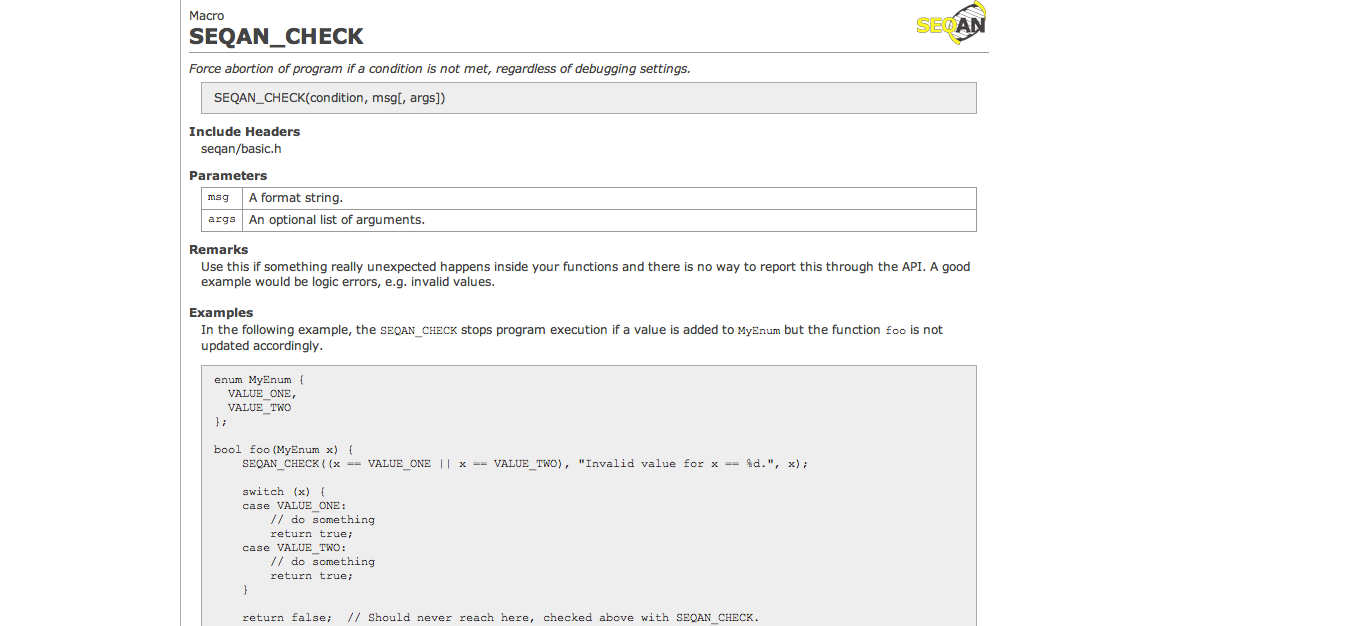 Macro
SEQAN_CHECK
SEQAN
Force abortion of program if a condition is not met, regardless of debugging settings.
SEQAN_CHECK(condition, msg[, args])
Include Headers
seqan/basic.h
Parameters
msg A format string.
args An optional list of arguments.
Remarks
Use this if something really unexpected happens inside your functions and there is no way to report this through the API. A good
example would be logic errors, e.g. invalid values.
Examples
In the following example, the SEQAN_CHECK stops program execution if a value is added to MyEnum but the function foo is not
updated accordingly.
enum MyEnum {
  VALUE_ONE,
  VALUE_TWO
};
bool foo(MyEnum x) {
    SEQAN_CHECK((x == VALUE_ONE || x == VALUE_TWO), "Invalid value for x == %d.", x);
    switch (x) {
    case VALUE_ONE:
        // do something
        return true;
    case VALUE_TWO:
        // do something
        return true;
    }
    return false;  // Should never reach here, checked above with SEQAN_CHECK.